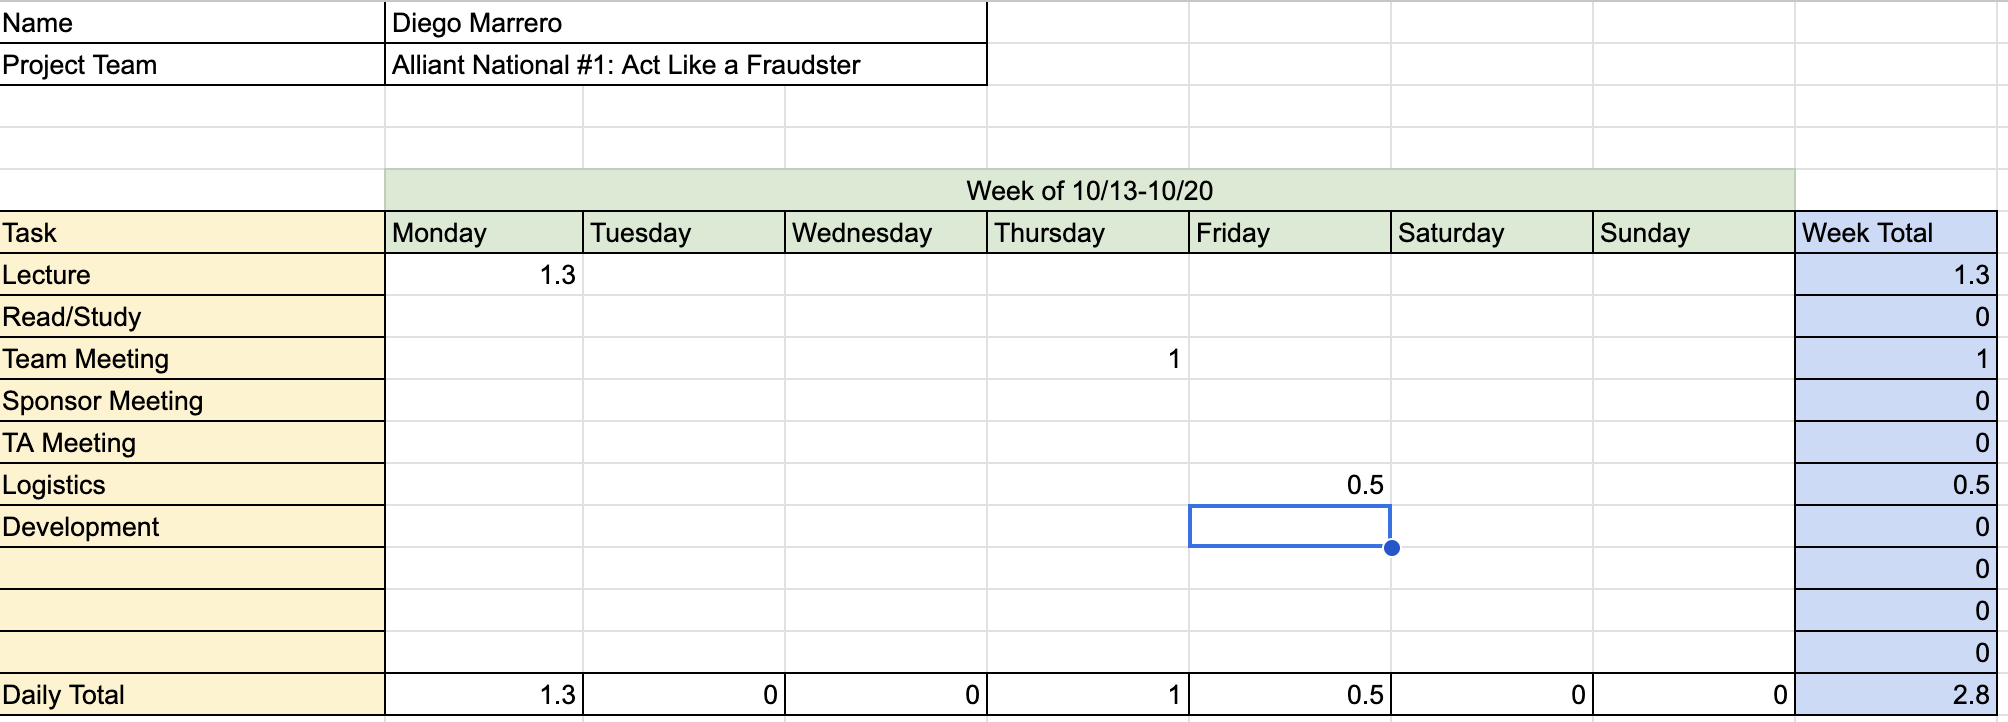 Name Diego Marrero
Project Team Alliant National #1: Act Like a Fraudster
Week of 10/13-10/20
Task Monday Tuesday Wednesday Thursday Friday Saturday Sunday Week Total
Lecture 1.3 1.3
Read/Study 0
Team Meeting 1 1
Sponsor Meeting 0
TA Meeting 0
Logistics 0.5 0.5
Development 0
0
0
0
Daily Total 1.3 0 0 1 0.5 0 0 2.8